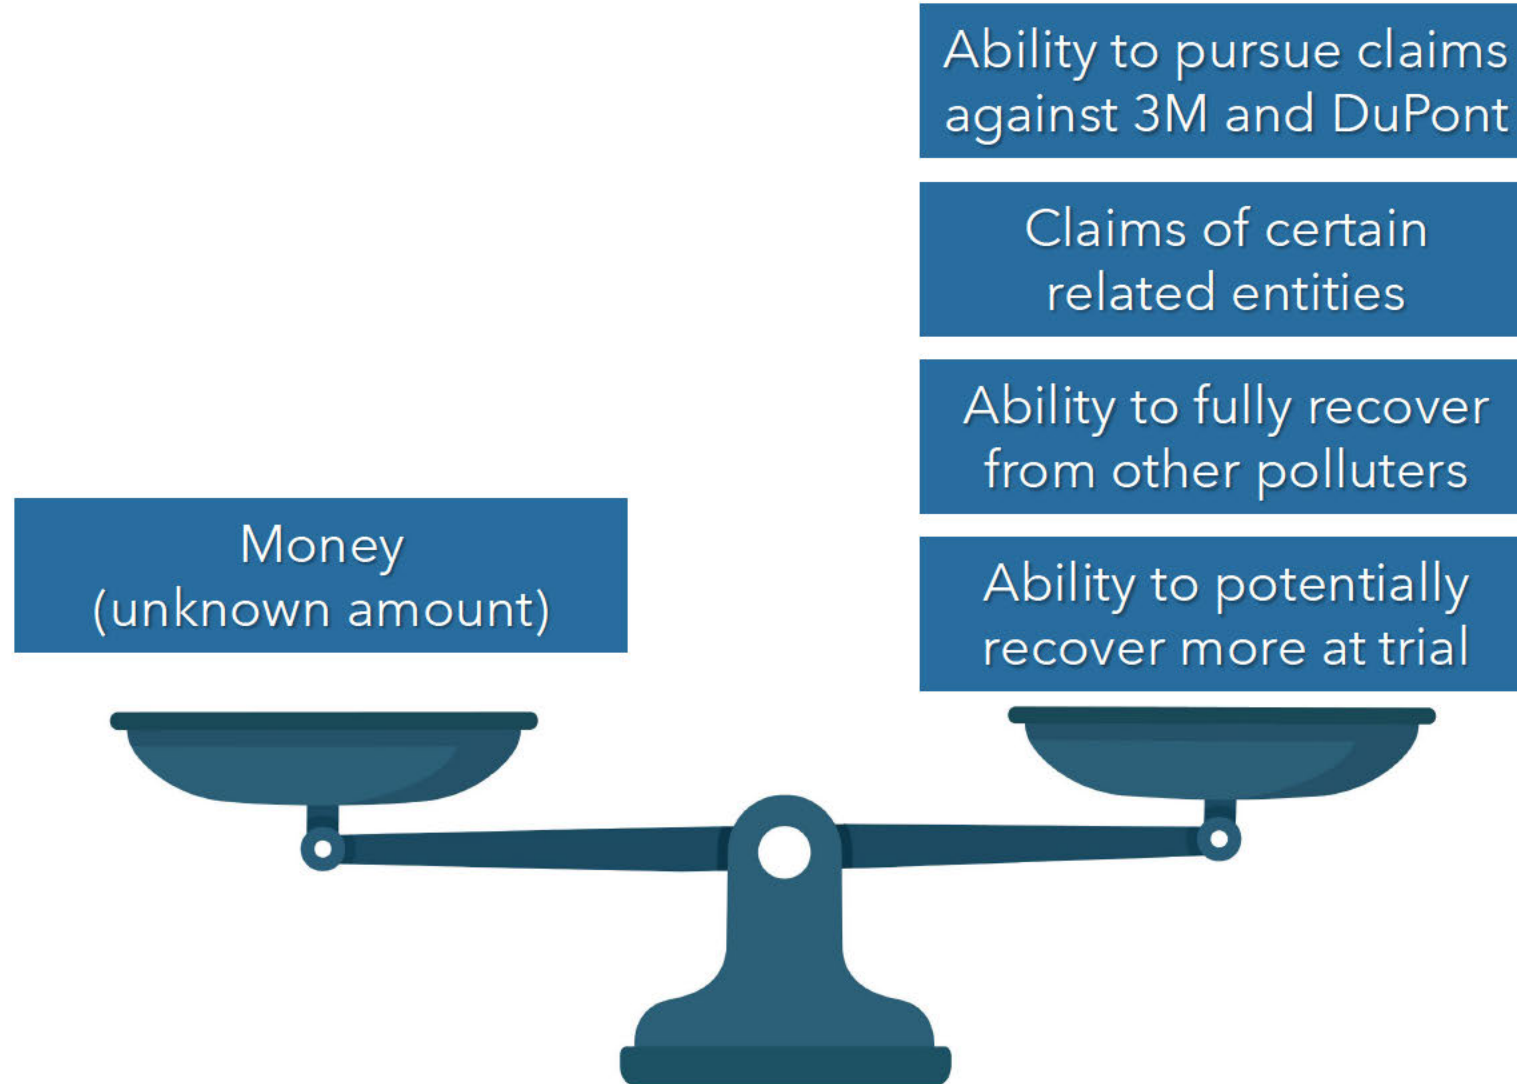 Ability to pursue claims
against 3M and DuPont
Claims of certain
related entities
Ability to fully recover
from other polluters
Money
(unknown amount)
Ability to potentially
recover more at trial